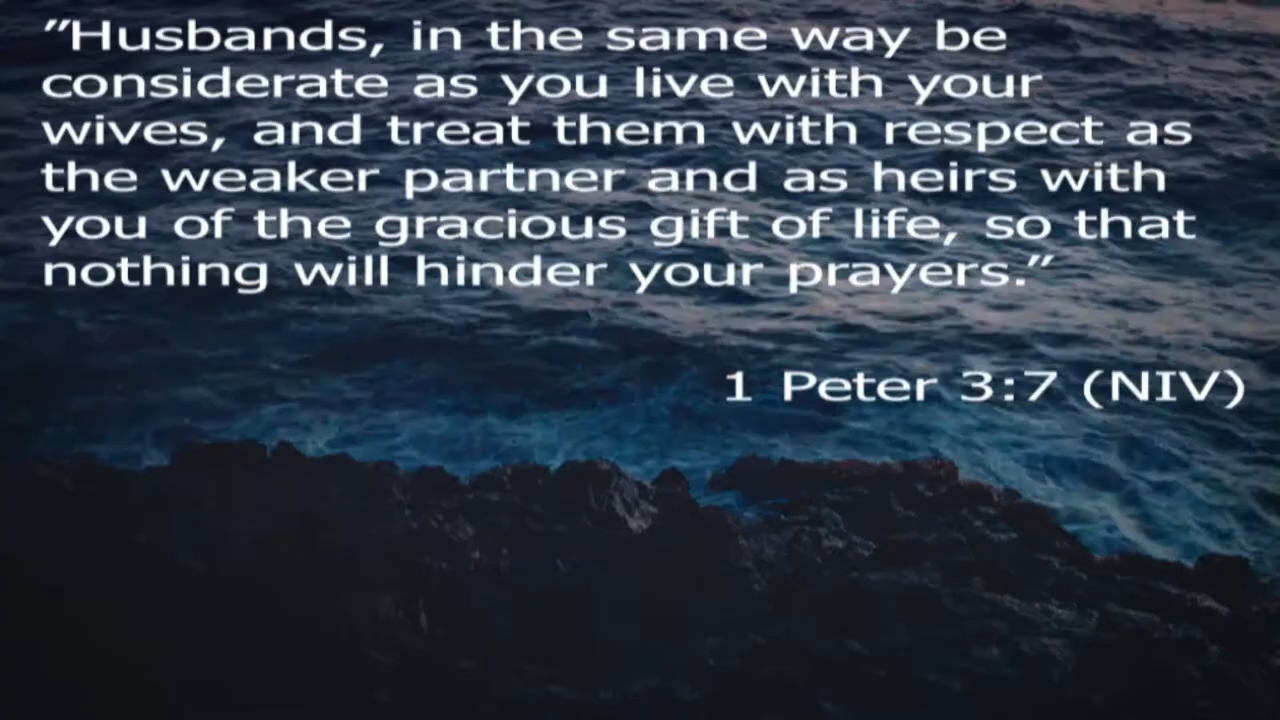 "Husbands, in the same way be
considerate as you live with your
wives, and treat them with respect as
the weaker partner and as heirs with
you of the gracious gift of life, so that
nothing will hinder your prayers."
1 Peter 3:7 (NIV)